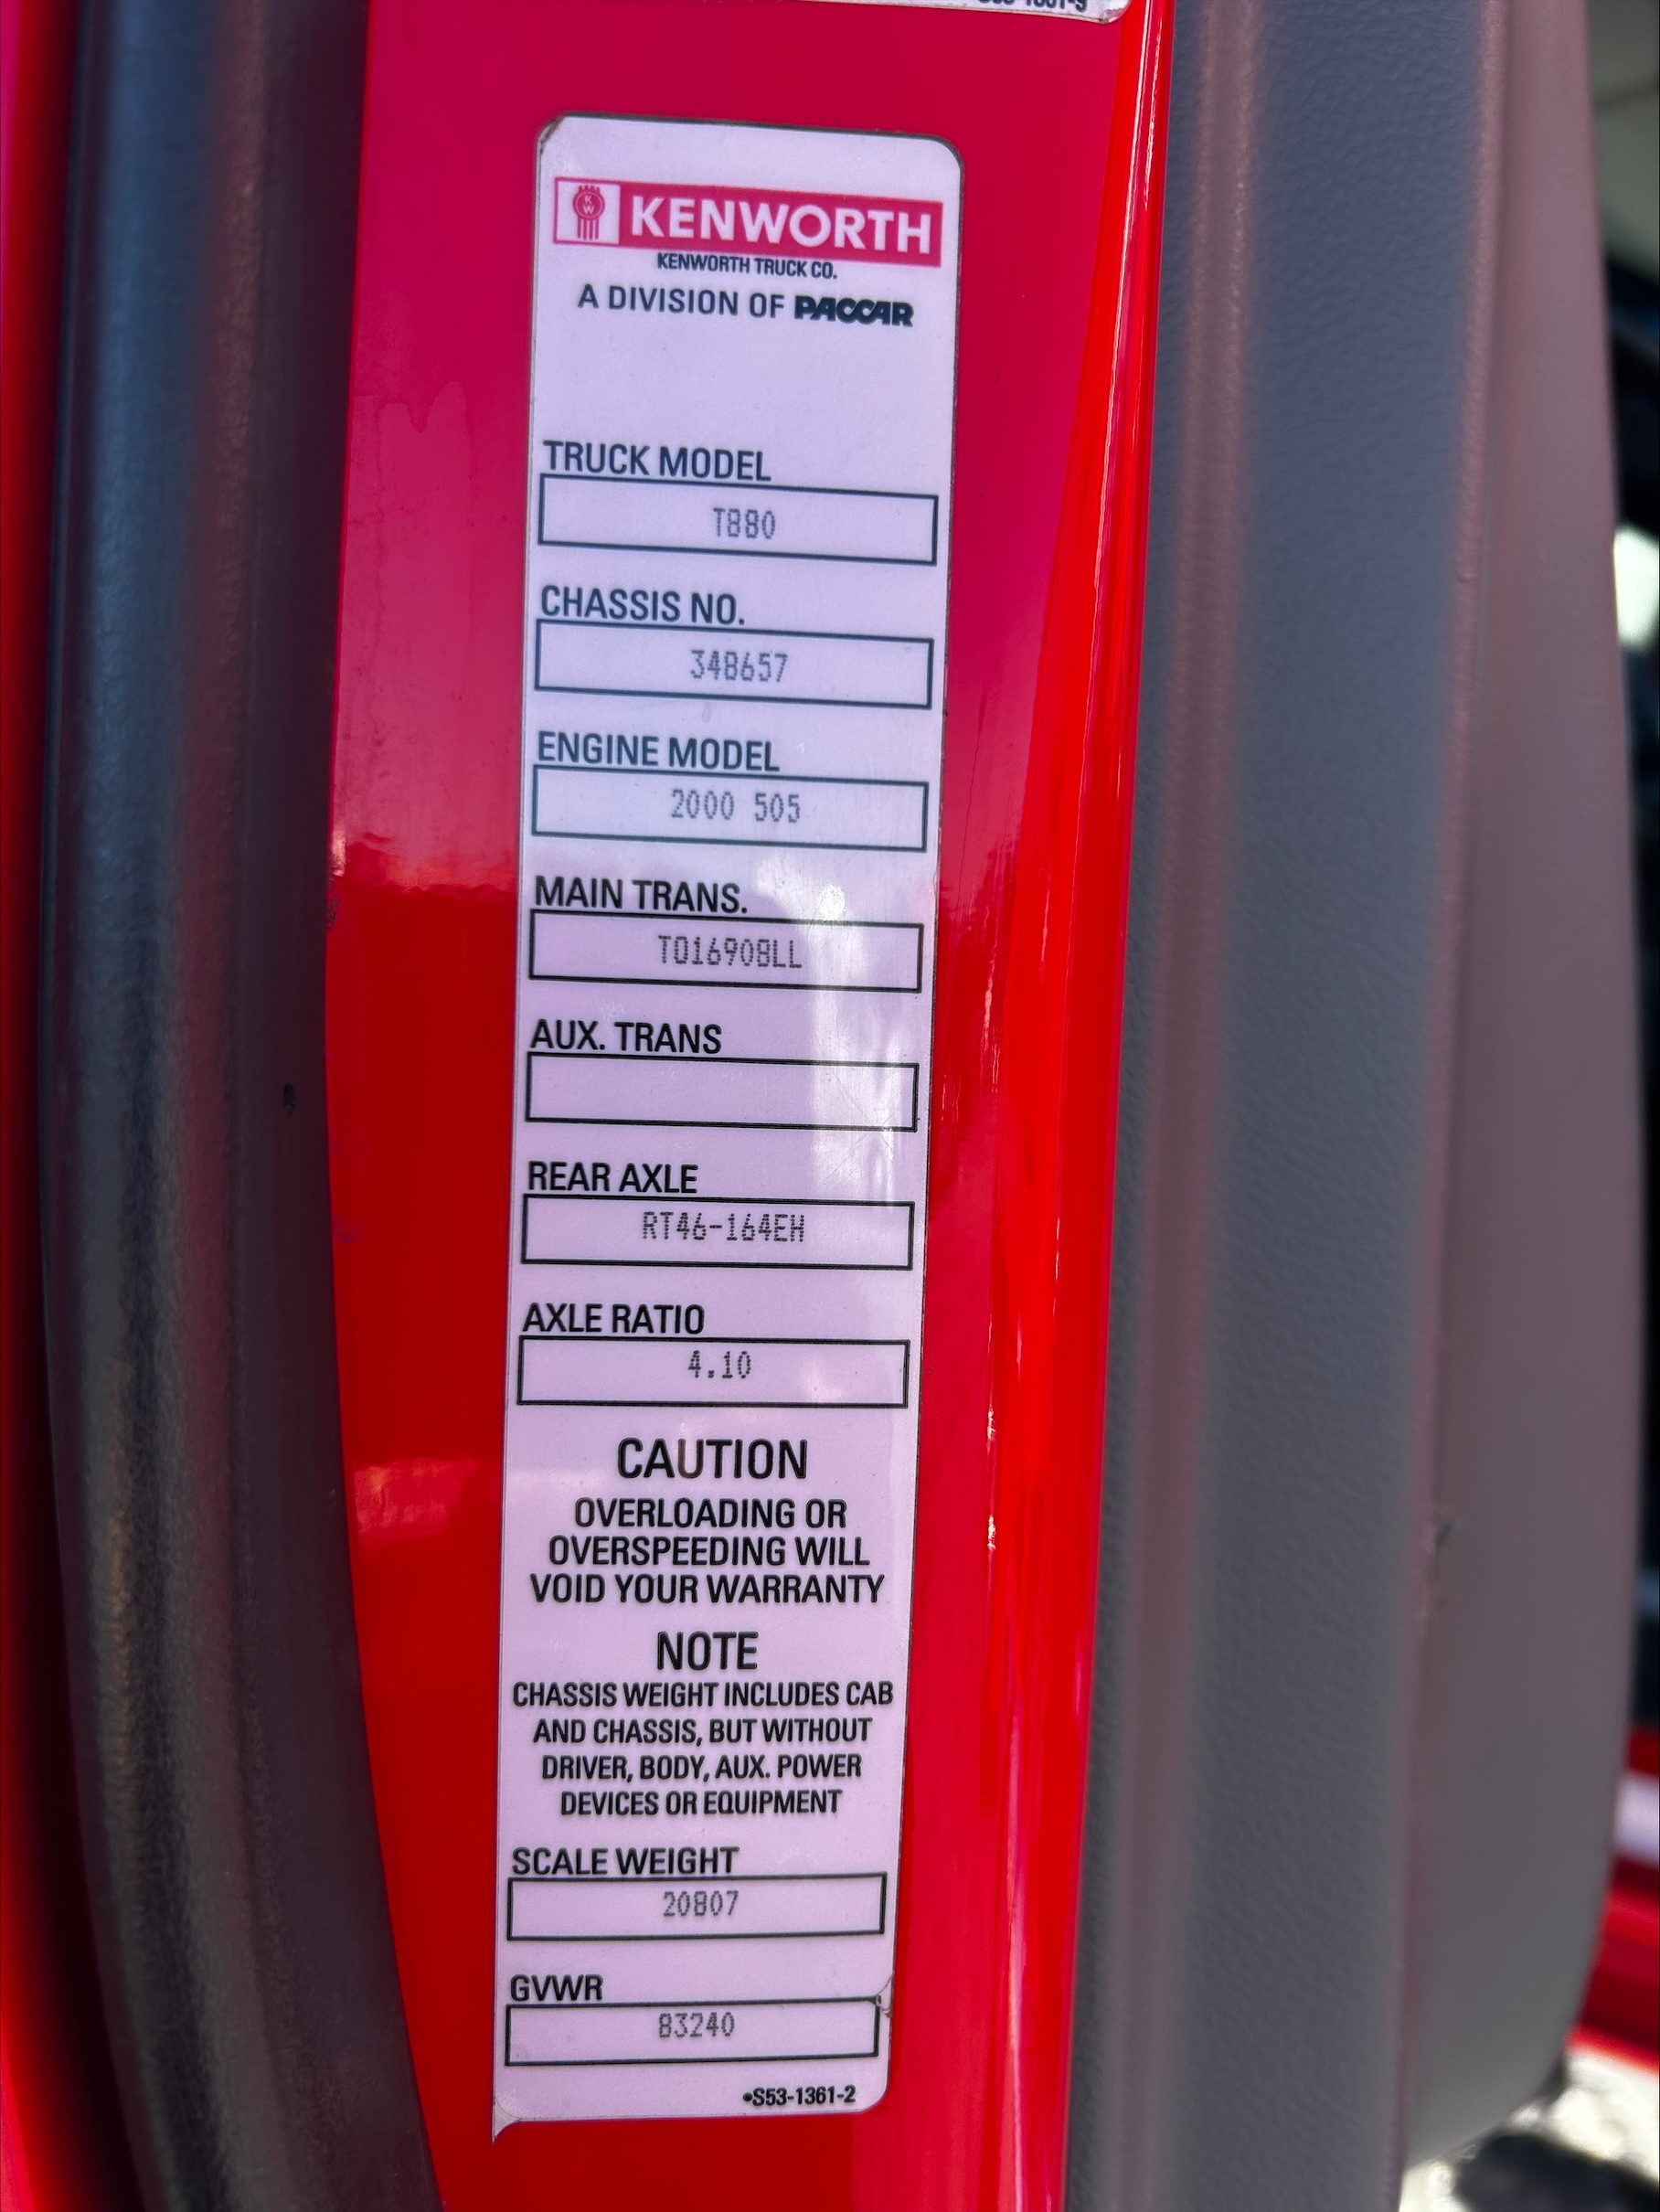 KW
KENWORTH
KENWORTH TRUCK CO.
A DIVISION OF PACCAR
TRUCK MODEL
T880
CHASSIS NO.
348657
ENGINE MODEL
2000 505
MAIN TRANS.
TO16908LL
AUX. TRANS
REAR AXLE
RT46-164EH
AXLE RATIO
4.10
CAUTION
OVERLOADING OR
OVERSPEEDING WILL
VOID YOUR WARRANTY
NOTE
CHASSIS WEIGHT INCLUDES CAB
AND CHASSIS, BUT WITHOUT
DRIVER, BODY, AUX. POWER
DEVICES OR EQUIPMENT
SCALE WEIGHT
20807
GVWR
83240
•S53-1361-2